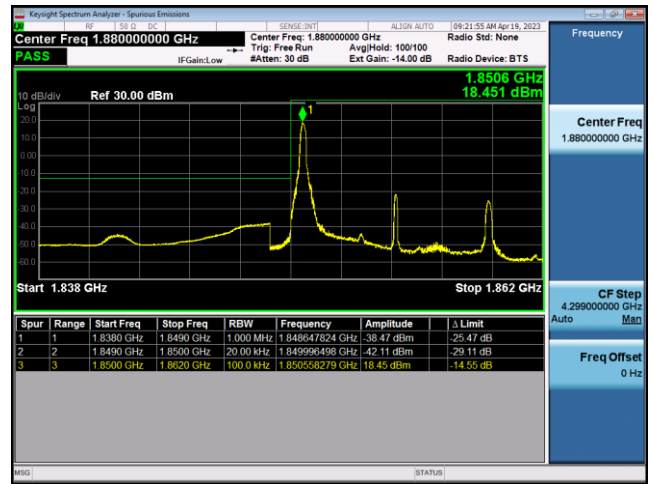 Keysight Spectrum Analyzer - Spurious Emissions
RF 50 Ω DC SENSE:INT ALIGN AUTO 09:21:55 AM Apr 19, 2023
Center Freq 1.880000000 GHz
Center Freq: 1.880000000 GHz Radio Std: None
Trig: Free Run Avg|Hold: 100/100
PASS
IFGain:Low #Atten: 30 dB Ext Gain: -14.00 dB Radio Device: BTS
Frequency
1.8506 GHz
18.451 dBm
10 dB/div Ref 30.00 dBm
Log
20.0
10.0
0.00
-10.0
-20.0
-30.0
-40.0
-50.0
-60.0
1
Start 1.838 GHz Stop 1.862 GHz
Center Freq
1.880000000 GHz
CF Step
4.299000000 GHz
Auto Man
Freq Offset
0 Hz
Spur Range Start Freq Stop Freq RBW Frequency Amplitude Δ Limit
1 1 1.8380 GHz 1.8490 GHz 1.000 MHz 1.848647824 GHz -38.47 dBm -25.47 dB
2 2 1.8490 GHz 1.8500 GHz 20.00 kHz 1.849996498 GHz -42.11 dBm -29.11 dB
3 3 1.8500 GHz 1.8620 GHz 100.0 kHz 1.850558279 GHz 18.45 dBm -14.55 dB
MSG STATUS